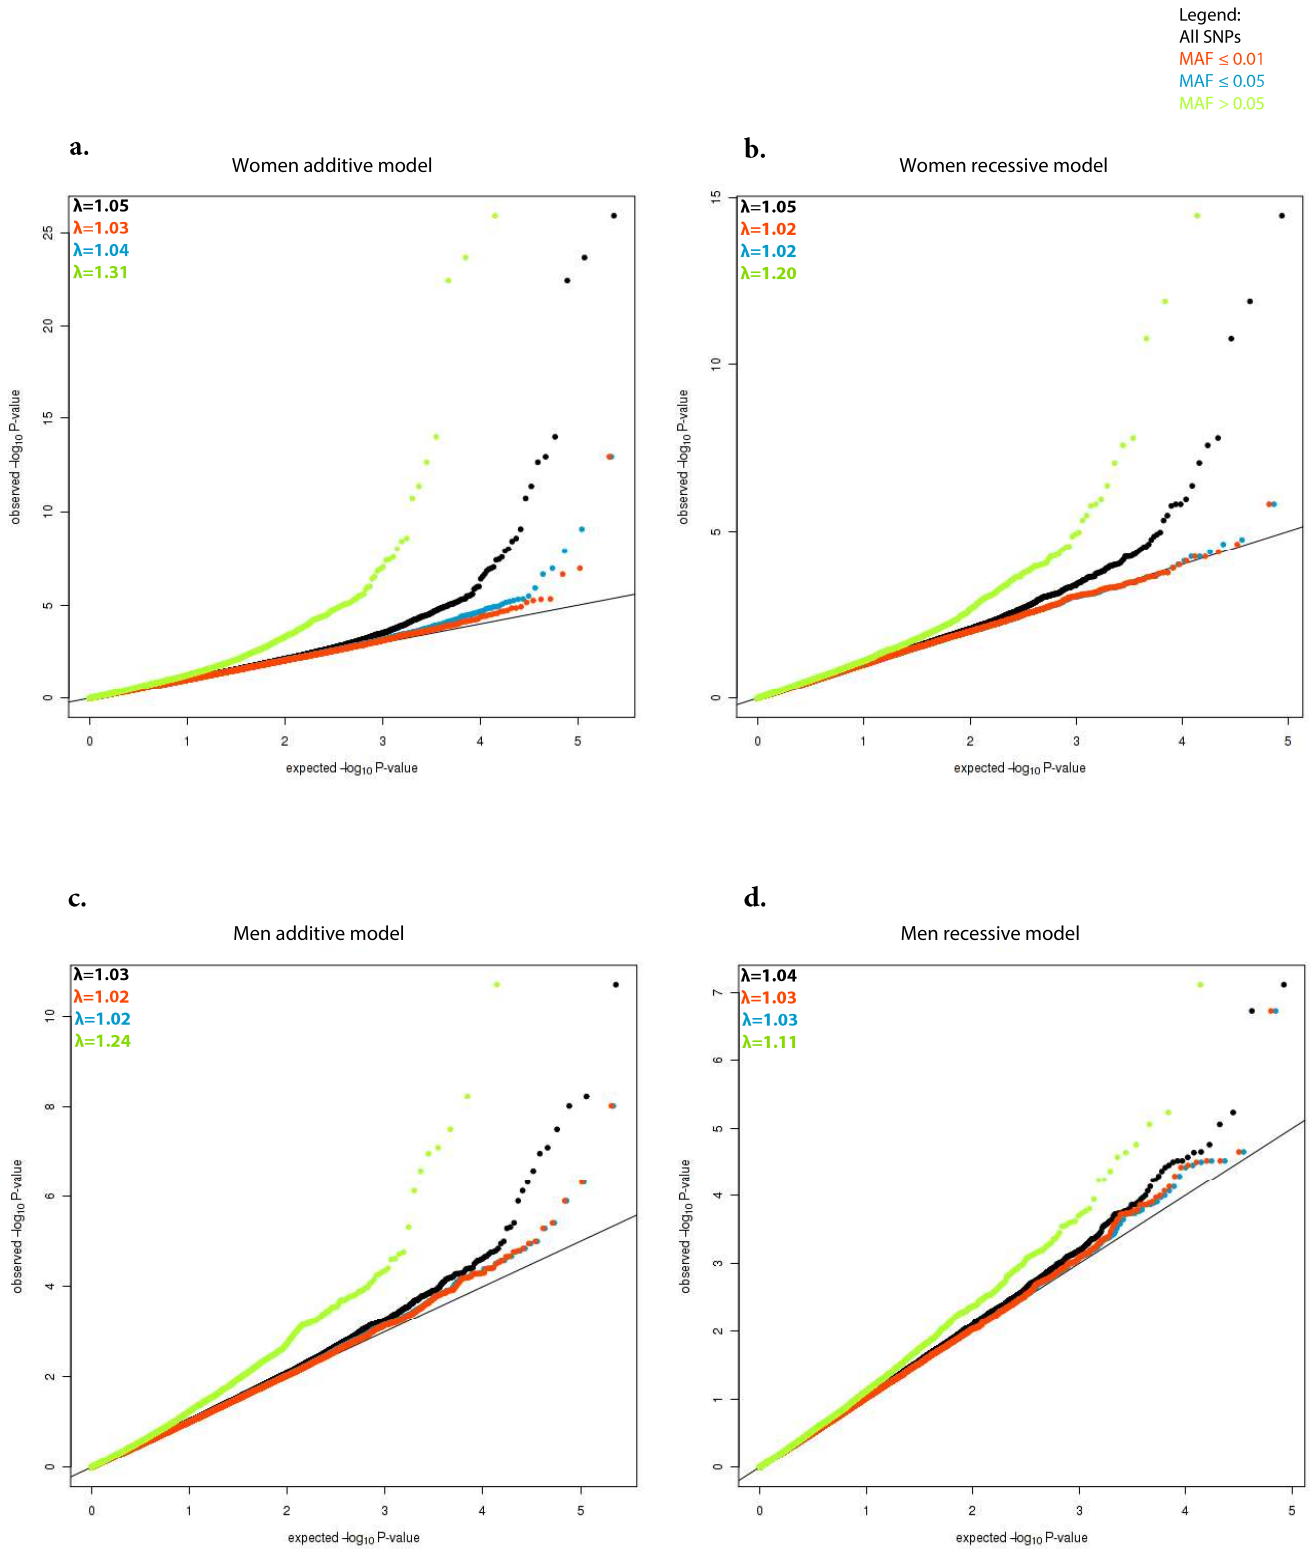 Legend:
All SNPs
MAF ≤ 0.01
MAF ≤ 0.05
MAF > 0.05
a.
Women additive model
λ=1.05
λ=1.03
λ=1.04
λ=1.31
25
20
15
10
5
0
observed –log10 P-value
0 1 2 3 4 5
expected –log10 P-value
b.
Women recessive model
λ=1.05
λ=1.02
λ=1.02
λ=1.20
15
10
5
0
observed –log10 P-value
0 1 2 3 4 5
expected –log10 P-value
c.
Men additive model
λ=1.03
λ=1.02
λ=1.02
λ=1.24
10
8
6
4
2
0
observed –log10 P-value
0 1 2 3 4 5
expected –log10 P-value
d.
Men recessive model
λ=1.04
λ=1.03
λ=1.03
λ=1.11
7
6
5
4
3
2
1
0
observed –log10 P-value
0 1 2 3 4 5
expected –log10 P-value